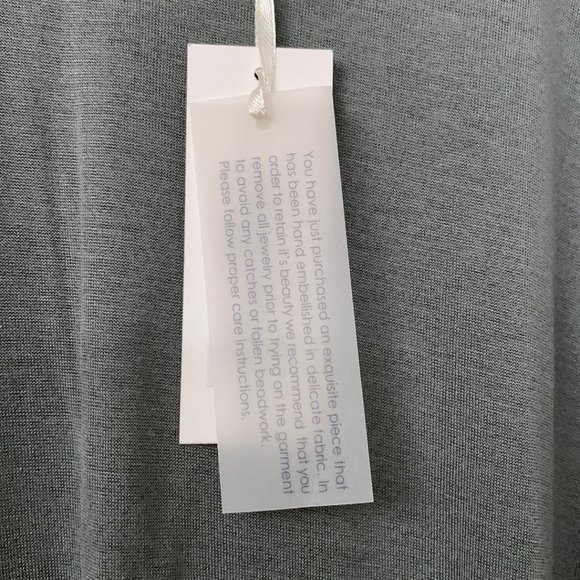 You have just purchased an exquisite piece that
has been hand embellished in delicate fabric. In
order to retain it's beauty we recommend that you
remove all jewelry prior to trying on the garment
to avoid any catches or fallen beadwork.
Please follow proper care instructions.